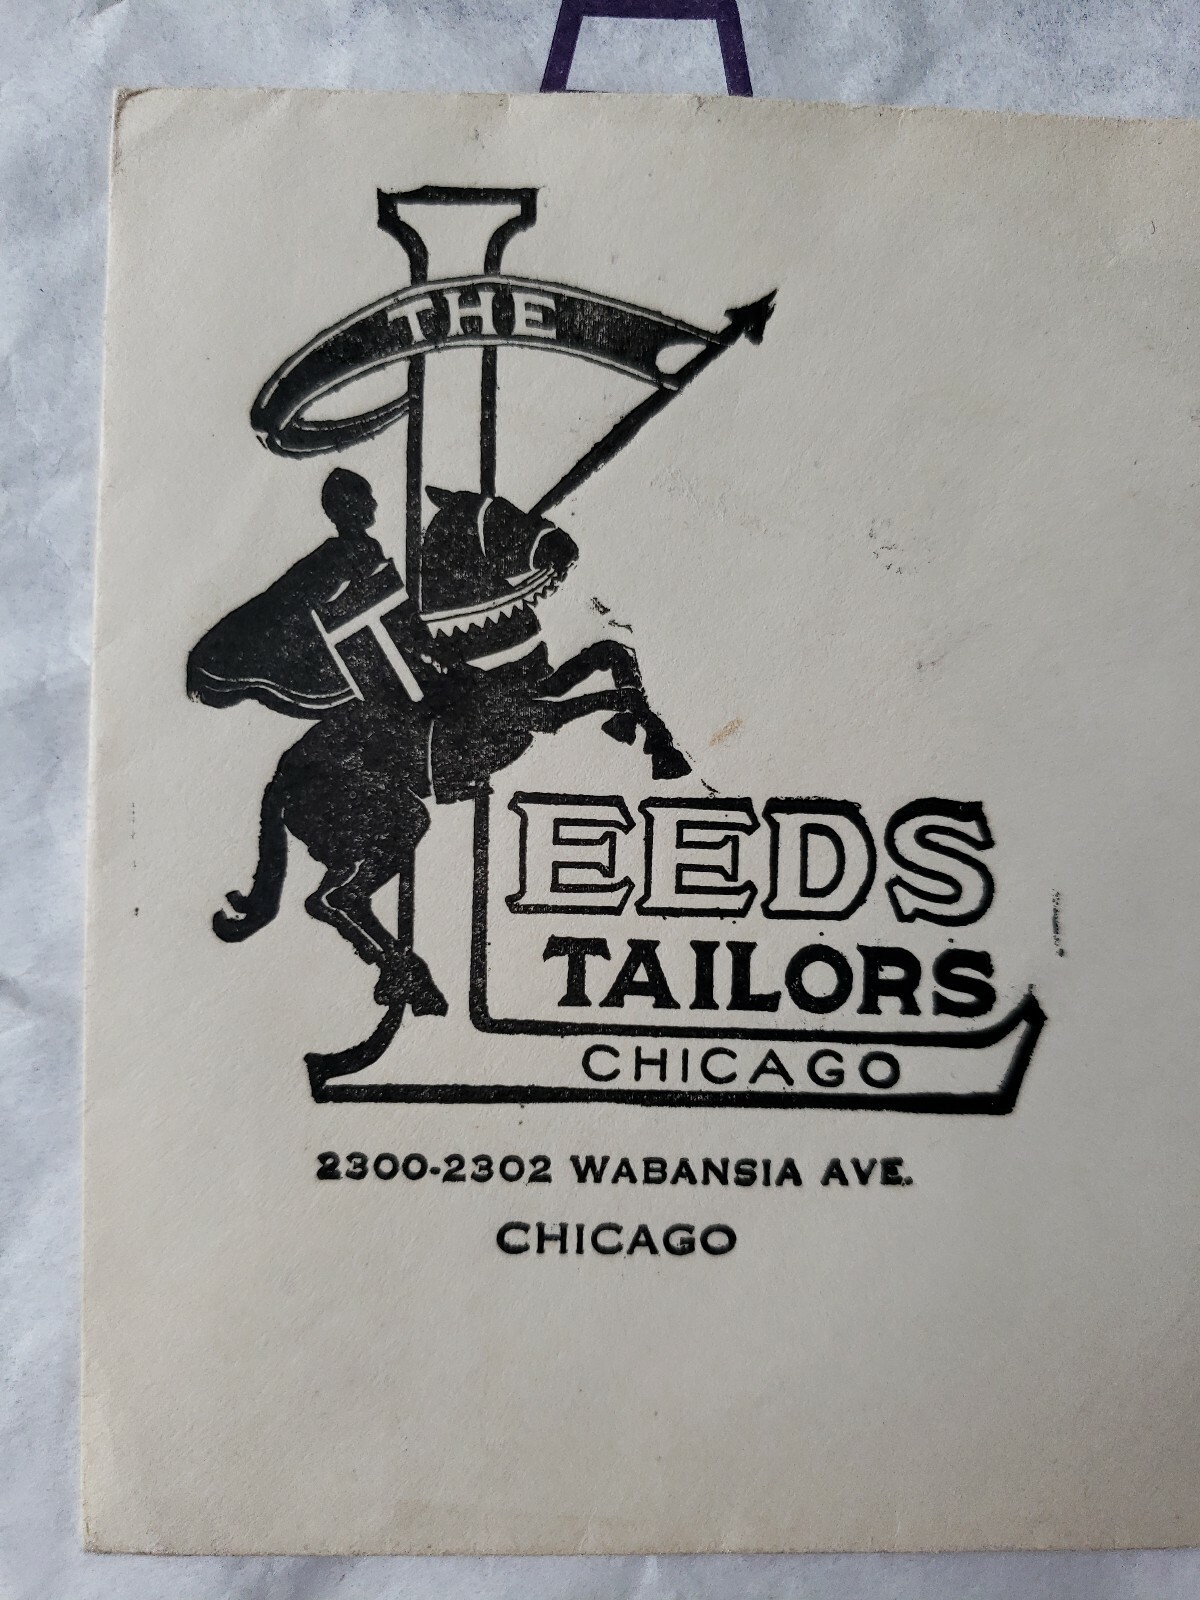 THE
LEEDS
TAILORS
CHICAGO
2300-2302 WABANSIA AVE.
CHICAGO